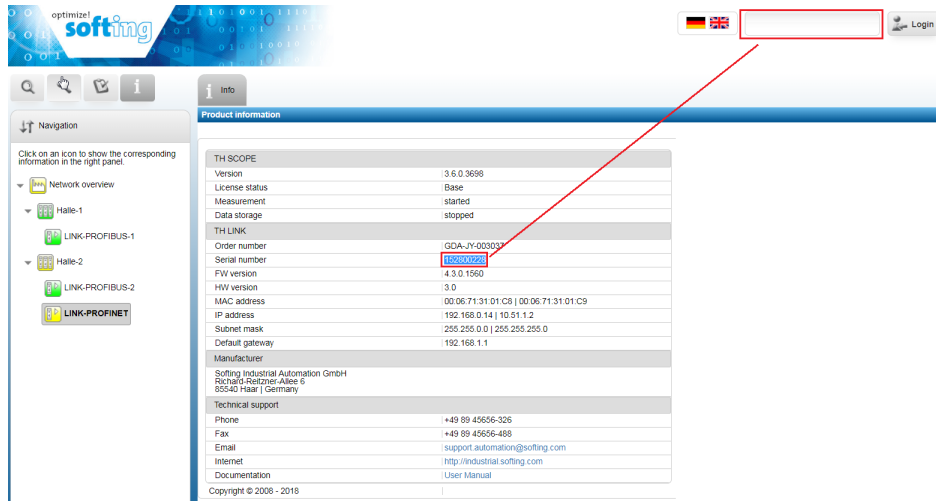 optimize!
softing
Login
Info
Navigation
Product information
Click on an icon to show the corresponding
information in the right panel.
Network overview
Halle-1
LINK-PROFIBUS-1
Halle-2
LINK-PROFIBUS-2
LINK-PROFINET
TH SCOPE
Version 3.6.0.3698
License status Base
Measurement started
Data storage stopped
TH LINK
Order number GDA-JY-003037
Serial number 152800228
FW version 4.3.0.1560
HW version 3.0
MAC address 00:06:71:31:01:C8 | 00:06:71:31:01:C9
IP address 192.168.0.14 | 10.51.1.2
Subnet mask 255.255.0.0 | 255.255.255.0
Default gateway 192.168.1.1
Manufacturer
Softing Industrial Automation GmbH
Richard-Reitzner-Allee 6
85540 Haar | Germany
Technical support
Phone +49 89 45656-326
Fax +49 89 45656-488
Email support.automation@softing.com
Internet http://industrial.softing.com
Documentation User Manual
Copyright © 2008 - 2018